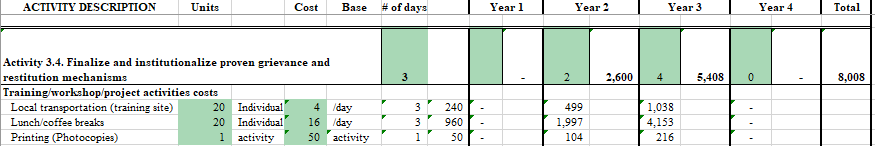 ACTIVITY DESCRIPTION Units Cost Base # of days Year 1 Year 2 Year 3 Year 4 Total
Activity 3.4. Finalize and institutionalize proven grievance and
restitution mechanisms 3 - 2 2,600 4 5,408 0 - 8,008
Training/workshop/project activities costs
Local transportation (training site) 20 Individual 4 /day 3 240 - 499 1,038 -
Lunch/coffee breaks 20 Individual 16 /day 3 960 - 1,997 4,153 -
Printing (Photocopies) 1 activity 50 activity 1 50 - 104 216 -